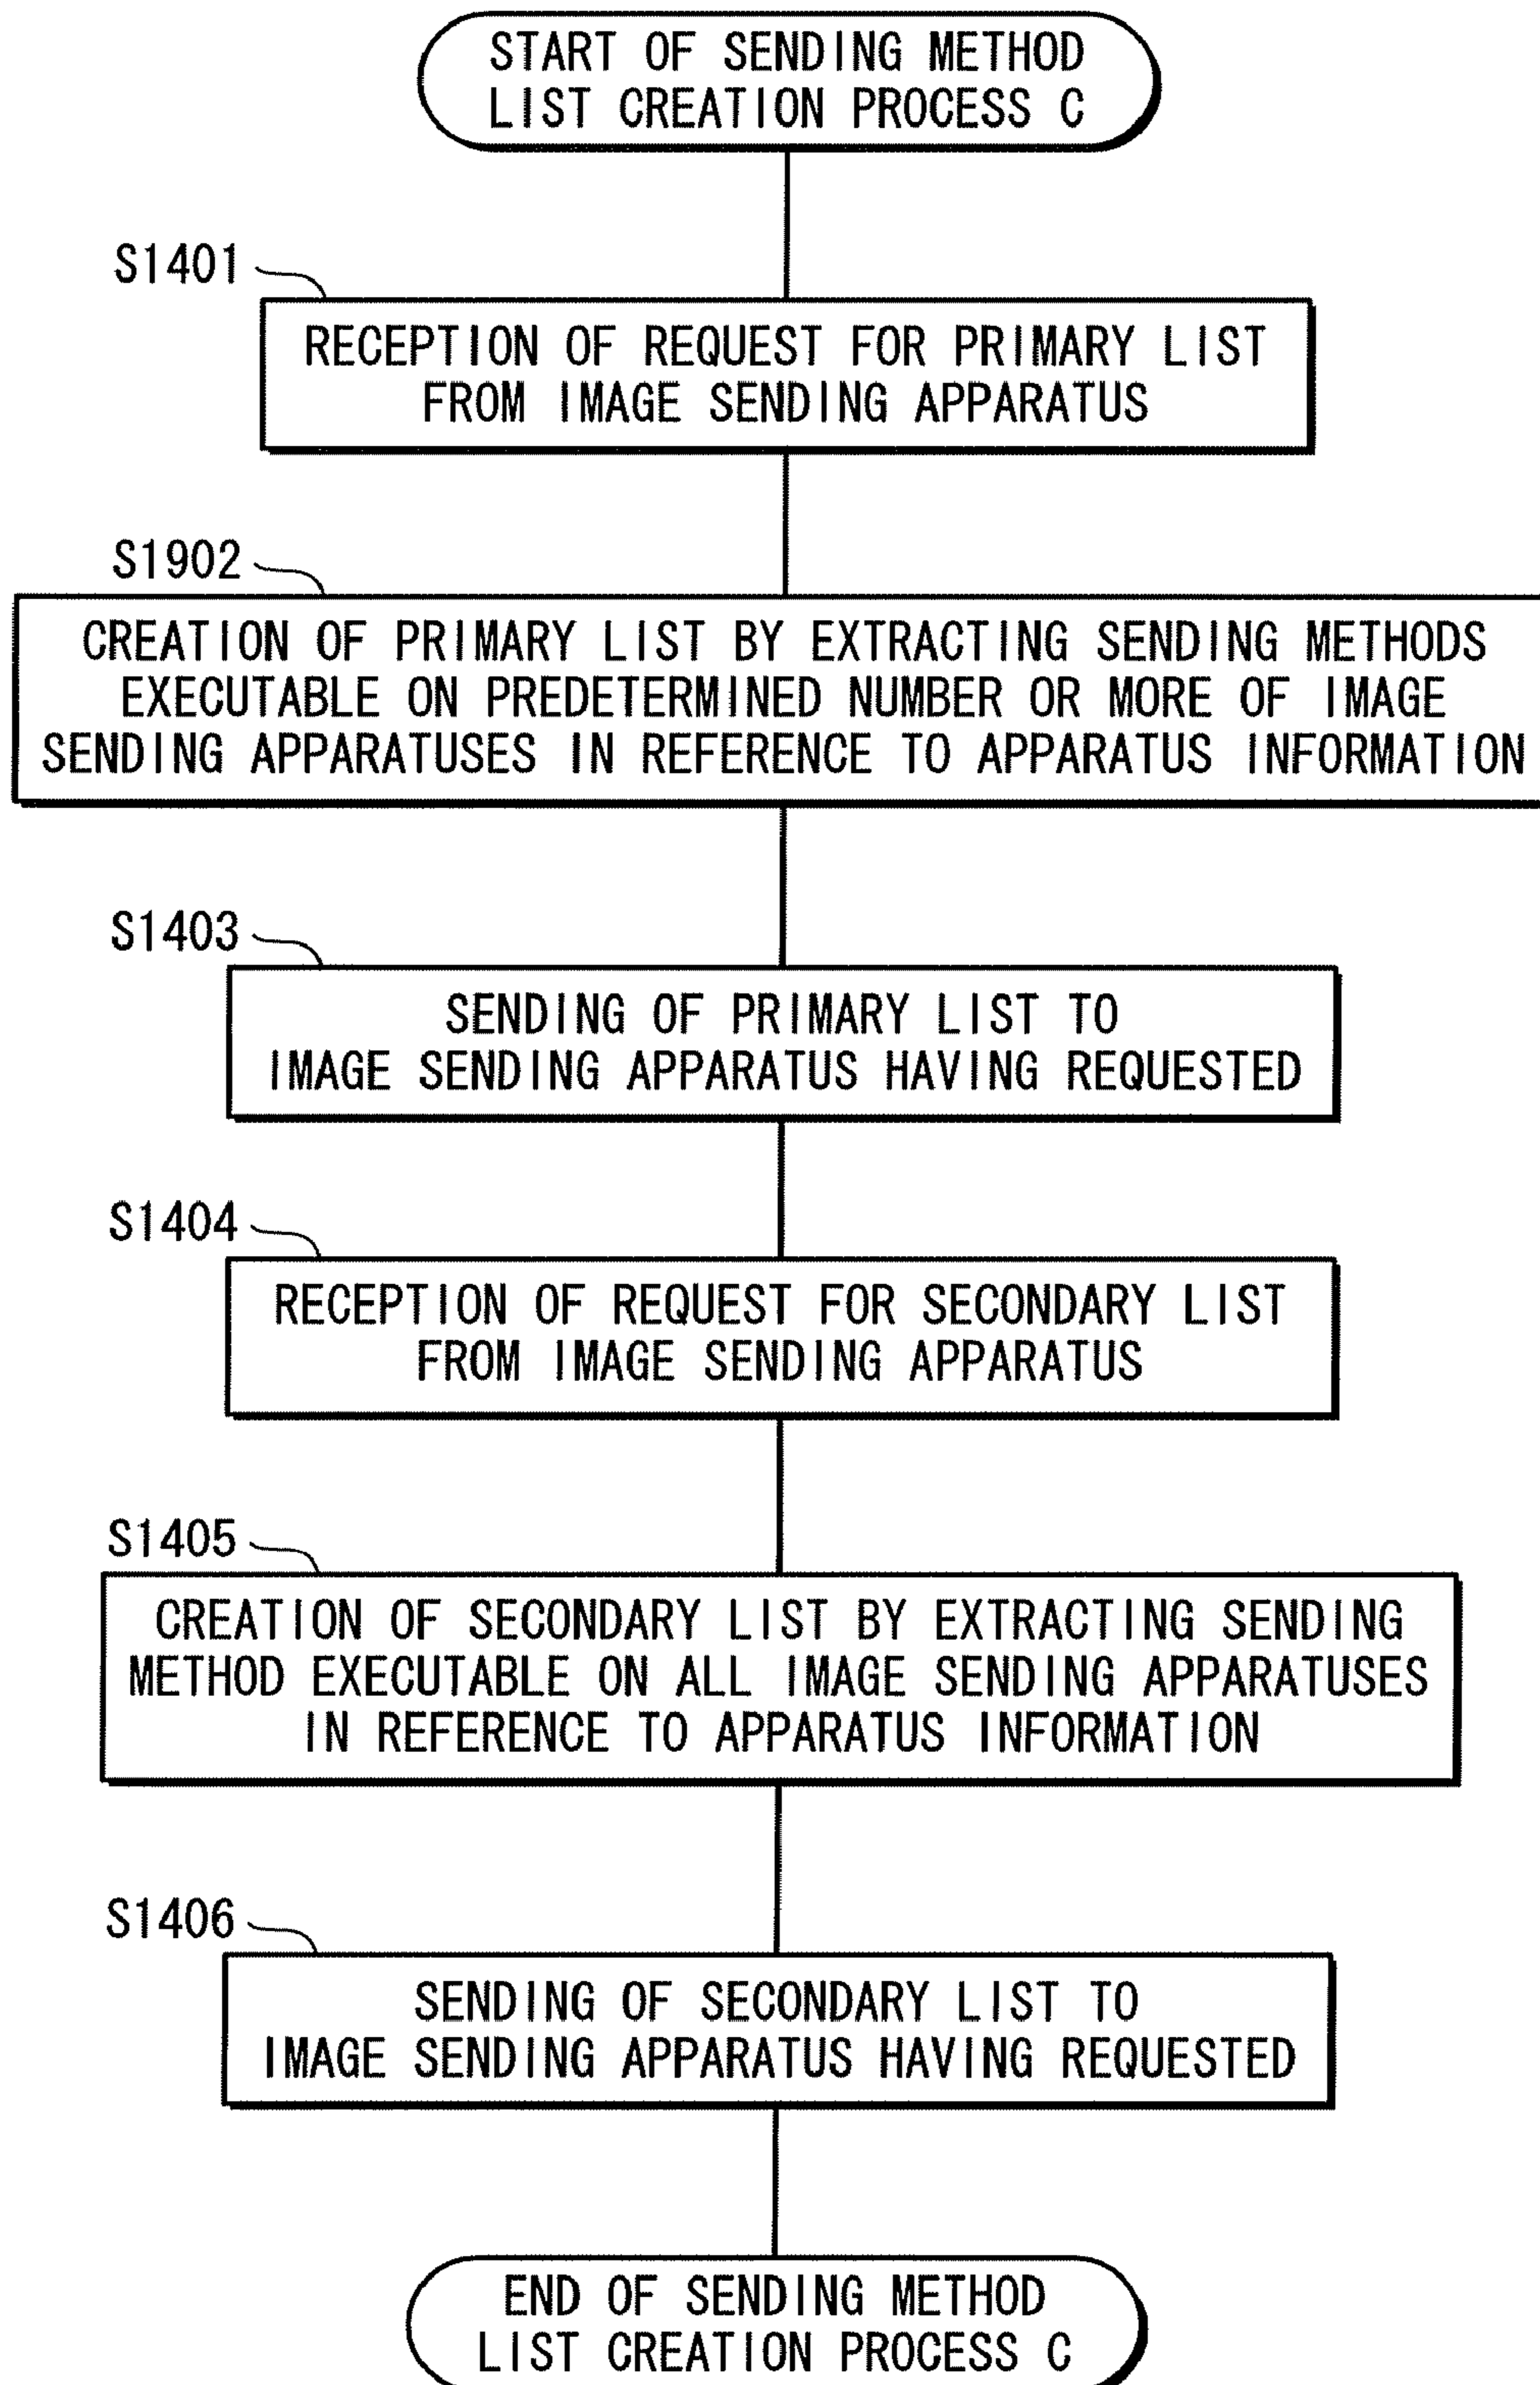 START OF SENDING METHOD
LIST CREATION PROCESS C
S1401
RECEPTION OF REQUEST FOR PRIMARY LIST
FROM IMAGE SENDING APPARATUS
S1902
CREATION OF PRIMARY LIST BY EXTRACTING SENDING METHODS
EXECUTABLE ON PREDETERMINED NUMBER OR MORE OF IMAGE
SENDING APPARATUSES IN REFERENCE TO APPARATUS INFORMATION
S1403
SENDING OF PRIMARY LIST TO
IMAGE SENDING APPARATUS HAVING REQUESTED
S1404
RECEPTION OF REQUEST FOR SECONDARY LIST
FROM IMAGE SENDING APPARATUS
S1405
CREATION OF SECONDARY LIST BY EXTRACTING SENDING
METHOD EXECUTABLE ON ALL IMAGE SENDING APPARATUSES
IN REFERENCE TO APPARATUS INFORMATION
S1406
SENDING OF SECONDARY LIST TO
IMAGE SENDING APPARATUS HAVING REQUESTED
END OF SENDING METHOD
LIST CREATION PROCESS C